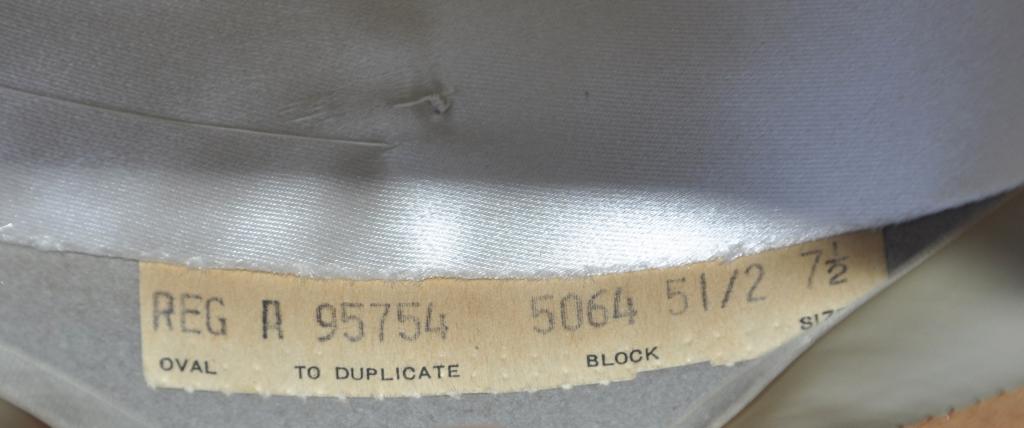 REG A 95754 5064 51/2 7½
OVAL TO DUPLICATE BLOCK